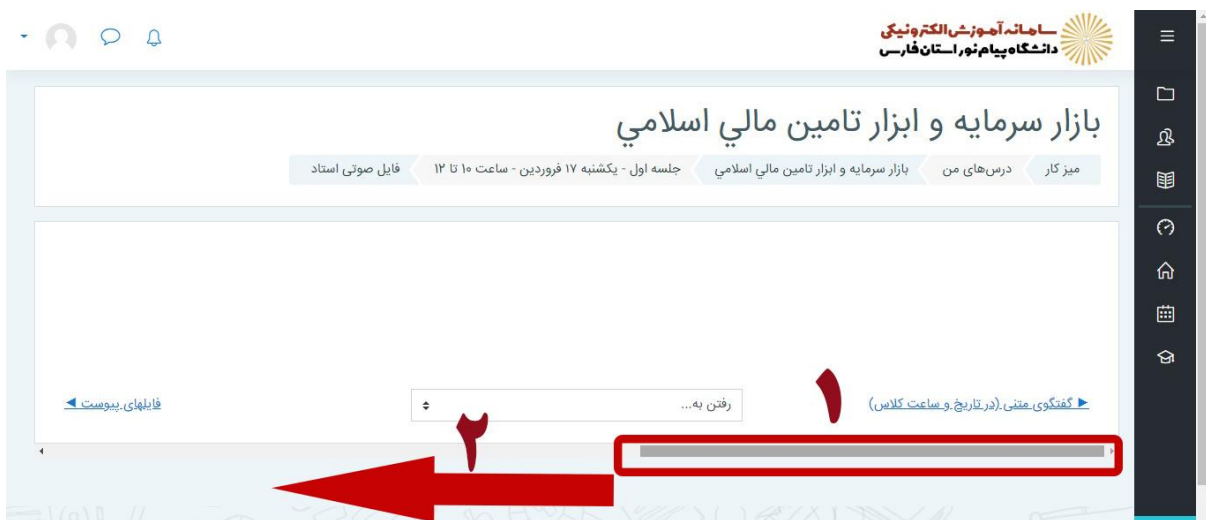 سامانه آموزش الکترونیکی
دانشگاه پیام نور استان فارس
بازار سرمايه و ابزار تامين مالي اسلامي
میز کار
درس‌های من
بازار سرمايه و ابزار تامين مالي اسلامي
جلسه اول - یکشنبه ۱۷ فروردین - ساعت ۱۰ تا ۱۲
فایل صوتی استاد
۱
◄ گفتگوی متنی (در تاریخ و ساعت کلاس)
رفتن به...
فایلهای پیوست ►
۲